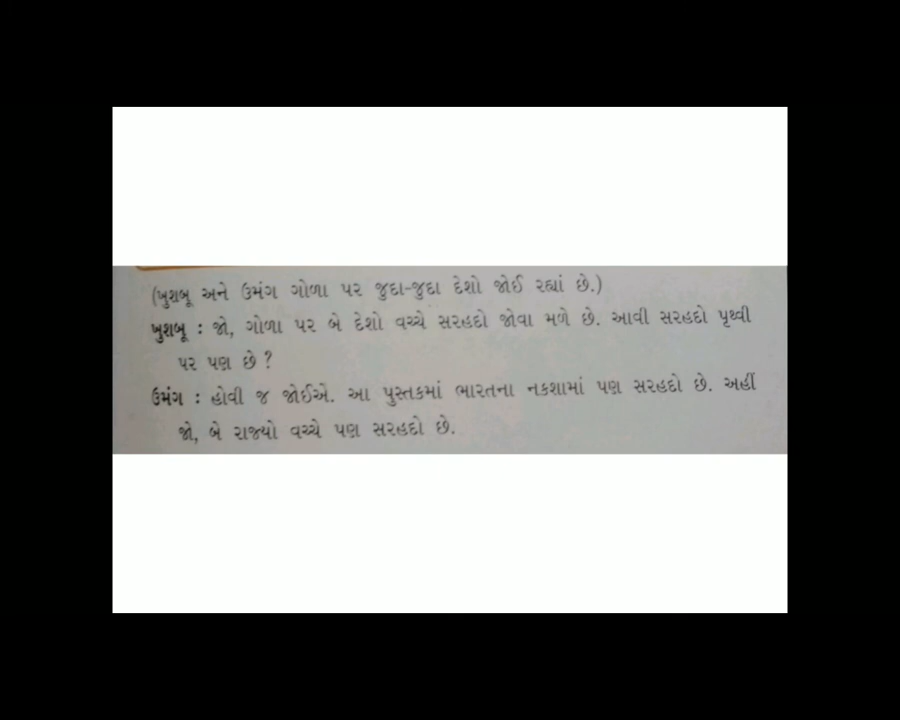 (ખુશબૂ અને ઉમંગ ગોળા પર જુદા-જુદા દેશો જોઈ રહ્યાં છે.)
ખુશબૂ : જો, ગોળા પર બે દેશો વચ્ચે સરહદો જોવા મળે છે. આવી સરહદો પૃથ્વી
પર પણ છે ?
ઉમંગ : હોવી જ જોઈએ. આ પુસ્તકમાં ભારતના નકશામાં પણ સરહદો છે. અહીં
જો, બે રાજ્યો વચ્ચે પણ સરહદો છે.